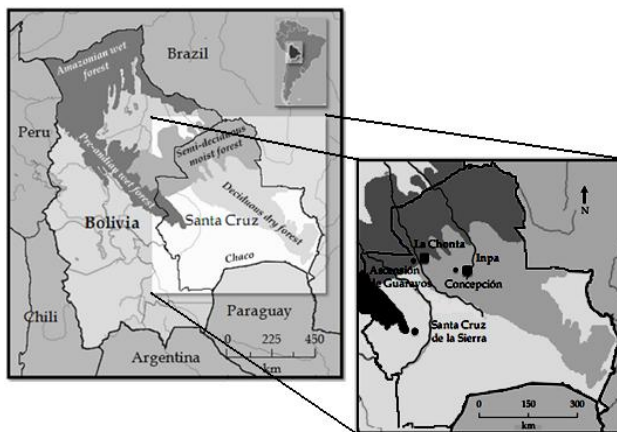 Amazonian wet
forest
Brazil
Peru
Pre-andian wet forest
Semi-deciduous
moist forest
Deciduous dry forest
Bolivia
Santa Cruz
Chaco
Chili
Paraguay
Argentina
0 225 450
km
N
La Chonta
Ascensión
de Guarayos
Inpa
Concepción
Santa Cruz
de la Sierra
0 150 300
km